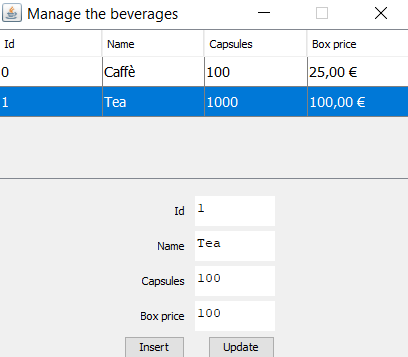 Manage the beverages
Id Name Capsules Box price
0 Caffè 100 25,00 €
1 Tea 1000 100,00 €
Id 1
Name Tea
Capsules 100
Box price 100
Insert Update